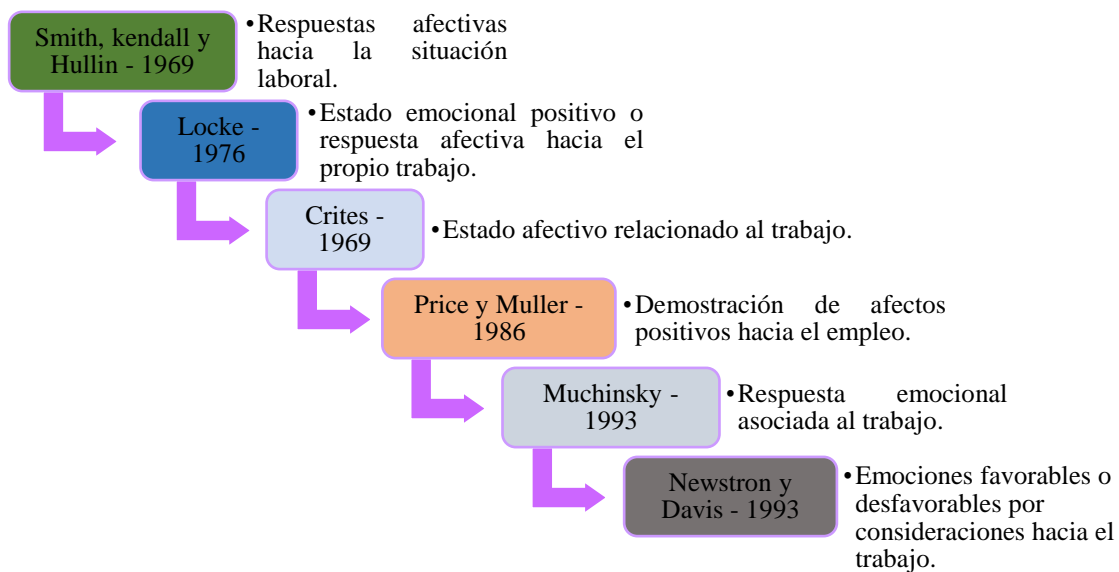 Smith, kendall y
Hullin - 1969
•Respuestas afectivas
hacia la situación
laboral.
Locke -
1976
•Estado emocional positivo o
respuesta afectiva hacia el
propio trabajo.
Crites -
1969
•Estado afectivo relacionado al trabajo.
Price y Muller -
1986
•Demostración de afectos
positivos hacia el empleo.
Muchinsky -
1993
•Respuesta emocional
asociada al trabajo.
Newstron y
Davis - 1993
•Emociones favorables o
desfavorables por
consideraciones hacia el
trabajo.